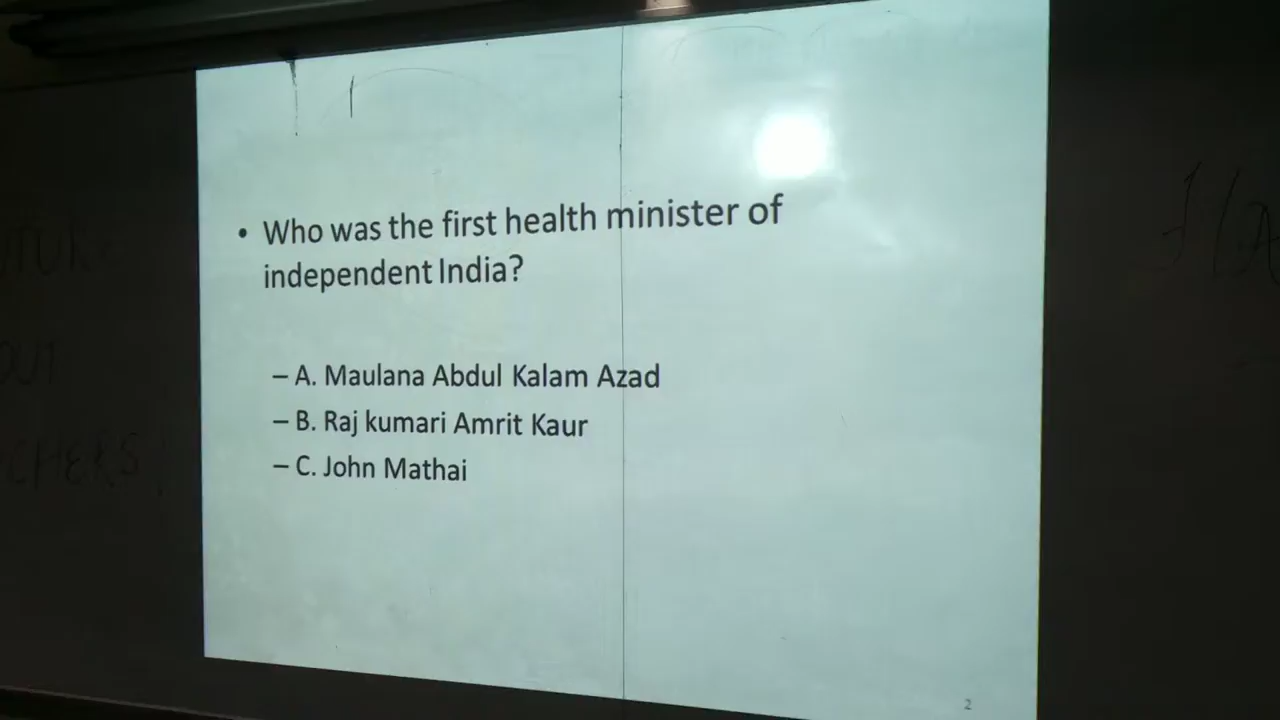 • Who was the first health minister of
independent India?
– A. Maulana Abdul Kalam Azad
– B. Raj kumari Amrit Kaur
– C. John Mathai
2